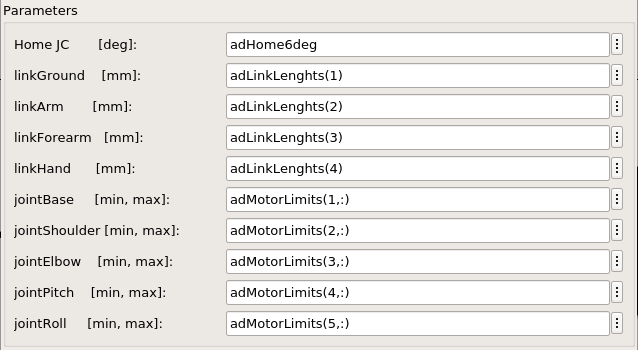 Parameters
Home JC [deg]: adHome6deg
linkGround [mm]: adLinkLenghts(1)
linkArm [mm]: adLinkLenghts(2)
linkForearm [mm]: adLinkLenghts(3)
linkHand [mm]: adLinkLenghts(4)
jointBase [min, max]: adMotorLimits(1,:)
jointShoulder [min, max]: adMotorLimits(2,:)
jointElbow [min, max]: adMotorLimits(3,:)
jointPitch [min, max]: adMotorLimits(4,:)
jointRoll [min, max]: adMotorLimits(5,:)